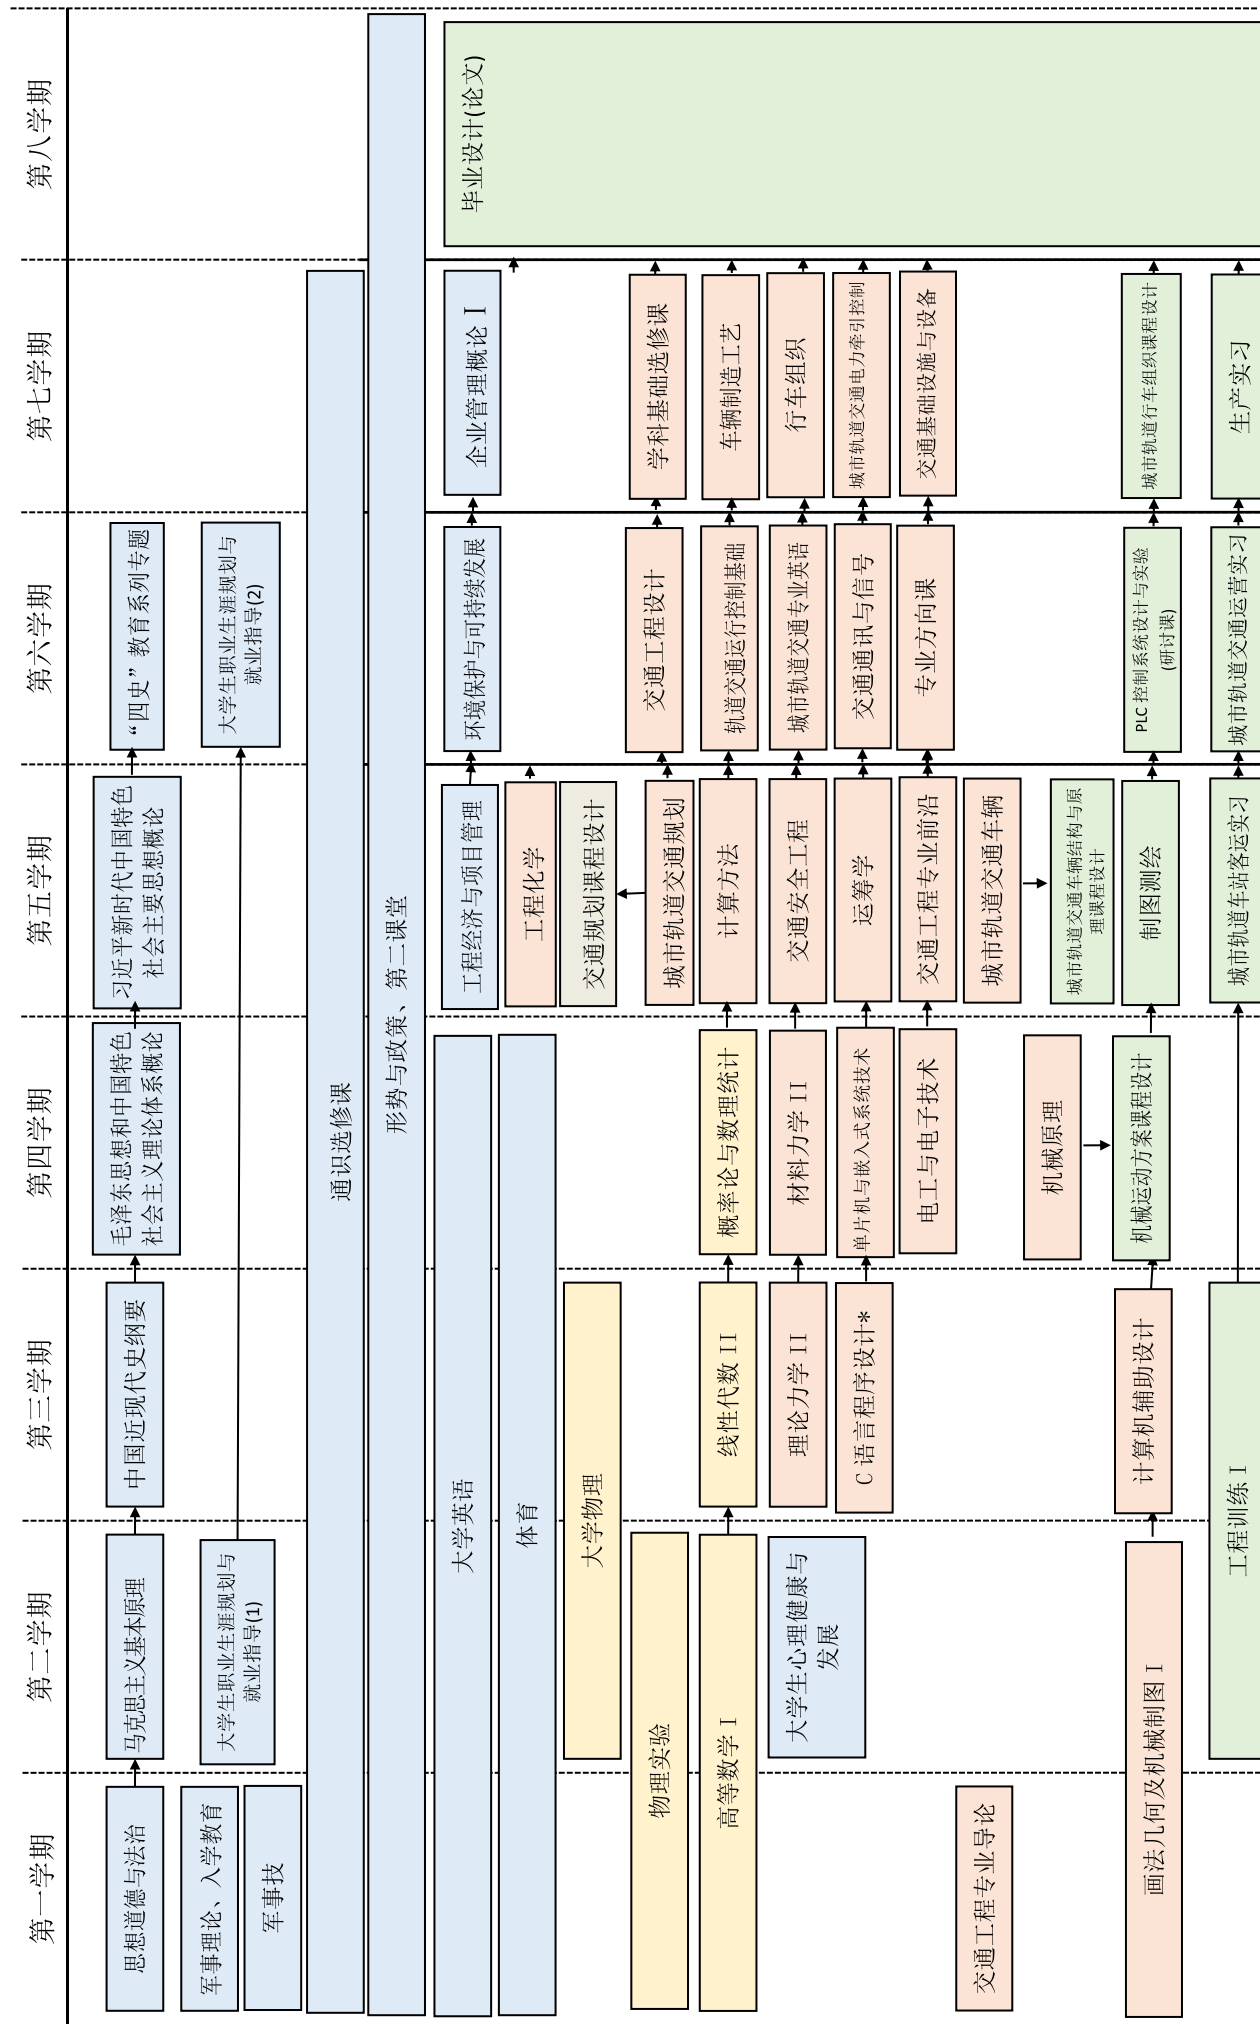 第一学期
第二学期
第三学期
第四学期
第五学期
第六学期
第七学期
第八学期
思想道德与法治
马克思主义基本原理
中国近现代史纲要
毛泽东思想和中国特色
社会主义理论体系概论
习近平新时代中国特色
社会主要思想概论
“四史”教育系列专题
军事理论、入学教育
大学生职业生涯规划与
就业指导(1)
大学生职业生涯规划与
就业指导(2)
军事技
通识选修课
形势与政策、第二课堂
大学英语
工程经济与项目管理
环境保护与可持续发展
企业管理概论 I
毕业设计(论文)
体育
工程化学
大学物理
交通规划课程设计
物理实验
城市轨道交通规划
交通工程设计
学科基础选修课
高等数学 I
线性代数 II
概率论与数理统计
计算方法
轨道交通运行控制基础
车辆制造工艺
大学生心理健康与
发展
理论力学 II
材料力学 II
交通安全工程
城市轨道交通专业英语
行车组织
C 语言程序设计*
单片机与嵌入式系统技术
运筹学
交通通讯与信号
城市轨道交通电力牵引控制
电工与电子技术
交通工程专业前沿
专业方向课
交通基础设施与设备
交通工程专业导论
城市轨道交通车辆
机械原理
城市轨道交通车辆结构与原
理课程设计
画法几何及机械制图 I
计算机辅助设计
机械运动方案课程设计
制图测绘
PLC 控制系统设计与实验
(研讨课)
城市轨道行车组织课程设计
工程训练 I
城市轨道车站客运实习
城市轨道交通运营实习
生产实习